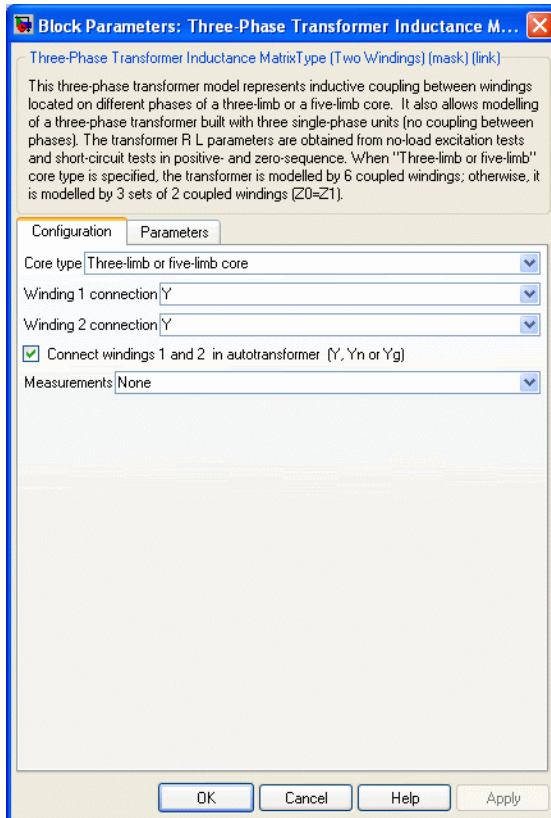 Block Parameters: Three-Phase Transformer Inductance M...
Three-Phase Transformer Inductance MatrixType (Two Windings) (mask) (link)
This three-phase transformer model represents inductive coupling between windings
located on different phases of a three-limb or a five-limb core. It also allows modelling
of a three-phase transformer built with three single-phase units (no coupling between
phases). The transformer R L parameters are obtained from no-load excitation tests
and short-circuit tests in positive- and zero-sequence. When "Three-limb or five-limb"
core type is specified, the transformer is modelled by 6 coupled windings; otherwise, it
is modelled by 3 sets of 2 coupled windings (Z0=Z1).
Configuration Parameters
Core type Three-limb or five-limb core
Winding 1 connection Y
Winding 2 connection Y
Connect windings 1 and 2 in autotransformer (Y, Yn or Yg)
Measurements None
OK Cancel Help Apply